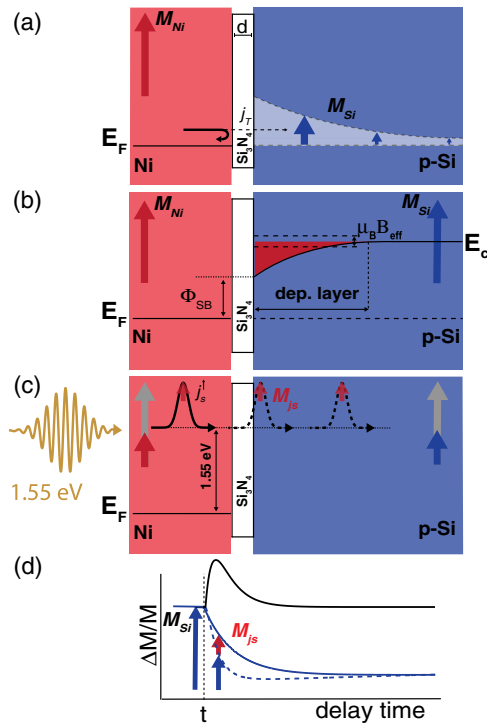 (a)
d
M_Ni
j_T
M_Si
E_F
Ni
Si3N4
p-Si
(b)
M_Ni
M_Si
μ_B B_eff
E_c
Φ_SB
dep. layer
E_F
Ni
Si3N4
p-Si
(c)
j_s^↑
M_js
1.55 eV
1.55 eV
E_F
Ni
Si3N4
p-Si
(d)
ΔM/M
M_Si
M_js
t
delay time